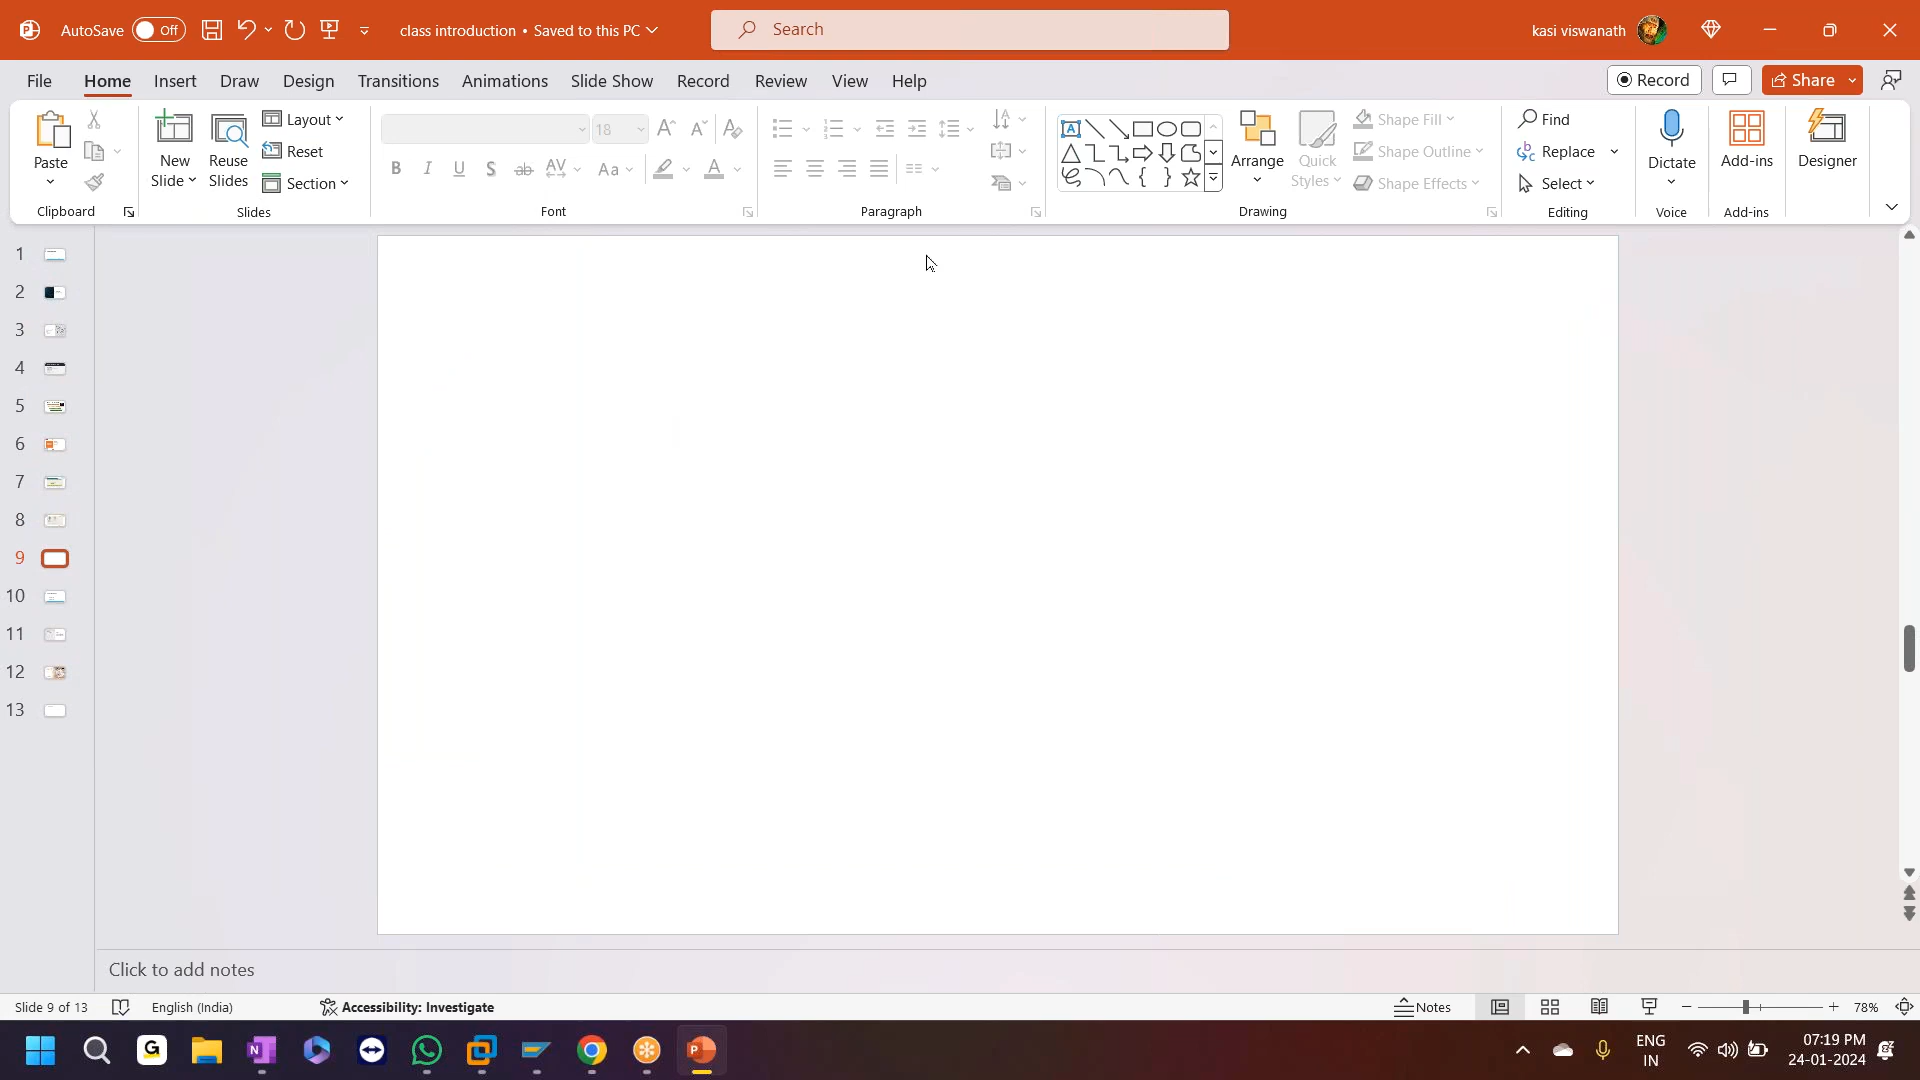 AutoSave Off class introduction • Saved to this PC Search kasi viswanath
File Home Insert Draw Design Transitions Animations Slide Show Record Review View Help Record Share
Paste New Slide Reuse Slides Layout Reset Section
18
B I U S ab AV Aa A
Arrange Quick Styles Shape Fill Shape Outline Shape Effects
Find Replace Select Dictate Add-ins Designer
Clipboard Slides Font Paragraph Drawing Editing Voice Add-ins
1
2
3
4
5
6
7
8
9
10
11
12
13
Click to add notes
Slide 9 of 13 English (India) Accessibility: Investigate Notes 78%
ENG IN 07:19 PM 24-01-2024